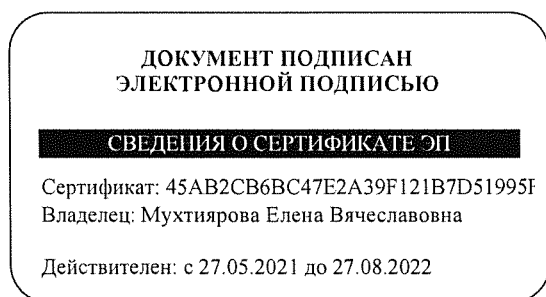 ДОКУМЕНТ ПОДПИСАН
ЭЛЕКТРОННОЙ ПОДПИСЬЮ
СВЕДЕНИЯ О СЕРТИФИКАТЕ ЭП
Сертификат: 45AB2CB6BC47E2A39F121B7D51995F
Владелец: Мухтиярова Елена Вячеславовна
Действителен: с 27.05.2021 до 27.08.2022